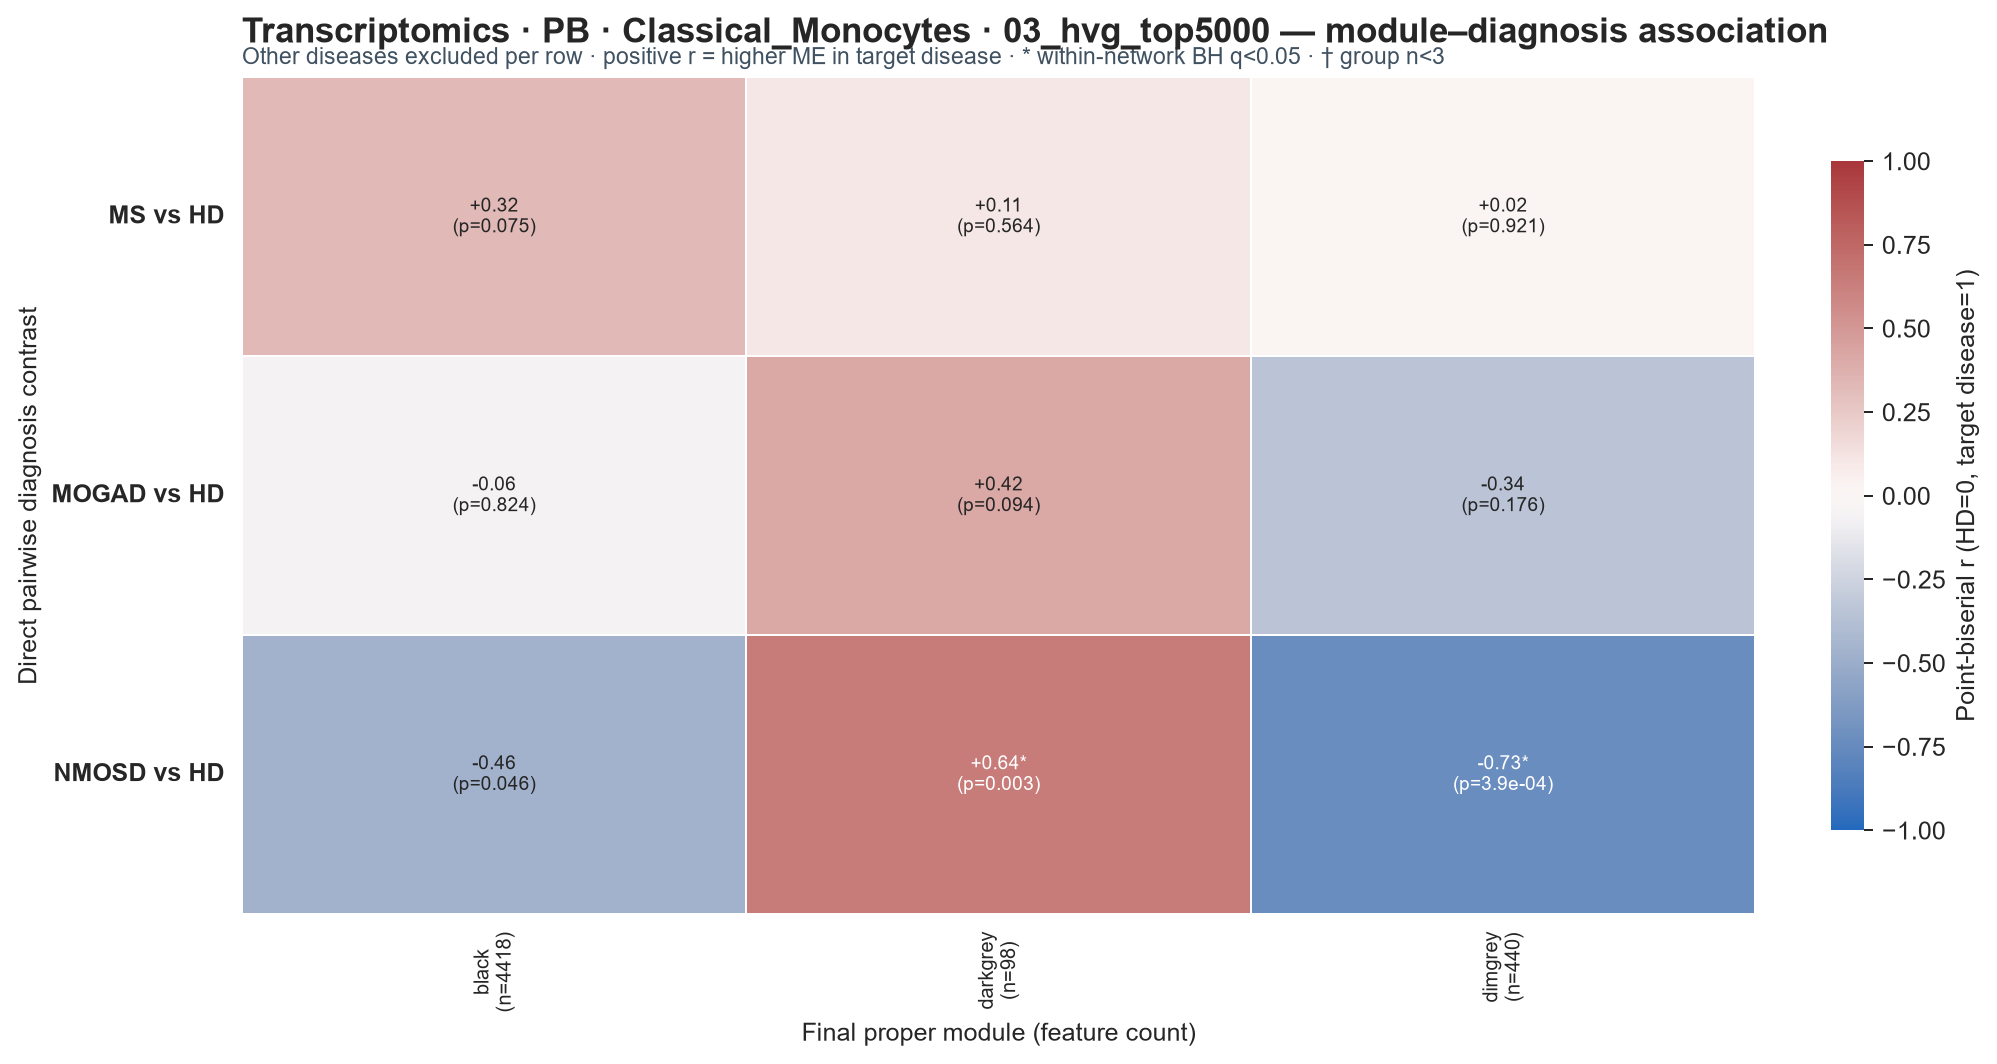 Transcriptomics · PB · Classical_Monocytes · 03_hvg_top5000 — module–diagnosis association
Other diseases excluded per row · positive r = higher ME in target disease · * within-network BH q<0.05 · † group n<3
Direct pairwise diagnosis contrast
MS vs HD
+0.32
(p=0.075)
+0.11
(p=0.564)
+0.02
(p=0.921)
MOGAD vs HD
-0.06
(p=0.824)
+0.42
(p=0.094)
-0.34
(p=0.176)
NMOSD vs HD
-0.46
(p=0.046)
+0.64*
(p=0.003)
-0.73*
(p=3.9e-04)
black
(n=4418)
darkgrey
(n=98)
dimgrey
(n=440)
Final proper module (feature count)
1.00
0.75
0.50
0.25
0.00
−0.25
−0.50
−0.75
−1.00
Point-biserial r (HD=0, target disease=1)